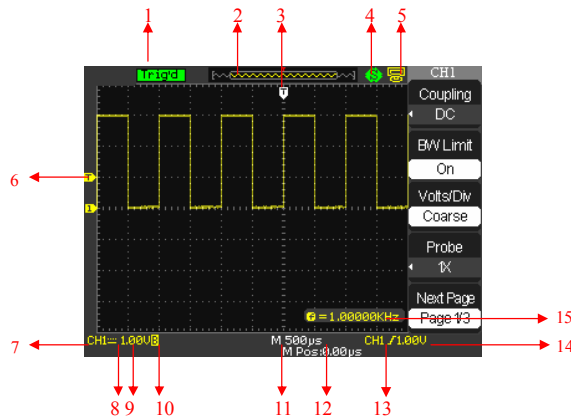 1 2 3 4 5
Trig'd S CH1
T
Coupling
DC
BW Limit
On
6 T
Volts/Div
Coarse
1
Probe
1X
Next Page
f = 1.00000KHz 15
Page 1/3
7 CH1 1.00V B M 500µs CH1 1.00V 14
M Pos:0.00µs
8 9 10 11 12 13